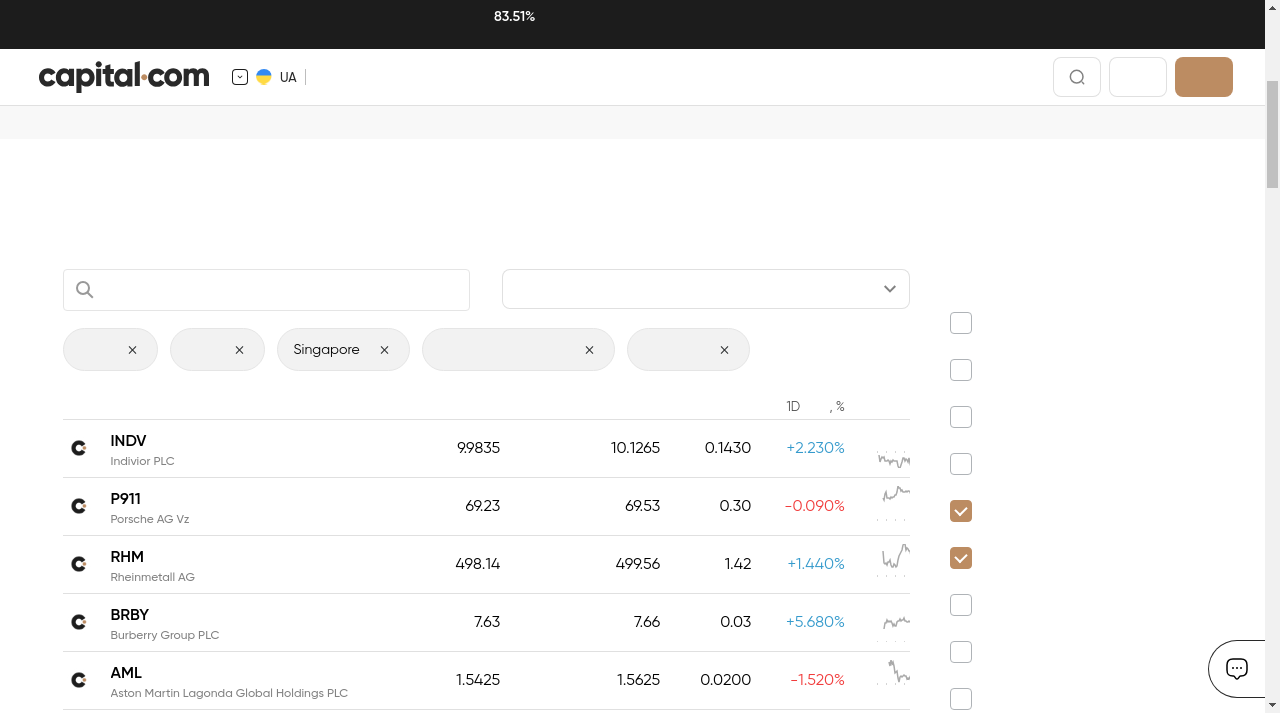 83.51%
capital.com
UA
Singapore
1D , %
INDV 9.9835 10.1265 0.1430 +2.230%
Indivior PLC
P911 69.23 69.53 0.30 -0.090%
Porsche AG Vz
RHM 498.14 499.56 1.42 +1.440%
Rheinmetall AG
BRBY 7.63 7.66 0.03 +5.680%
Burberry Group PLC
AML 1.5425 1.5625 0.0200 -1.520%
Aston Martin Lagonda Global Holdings PLC